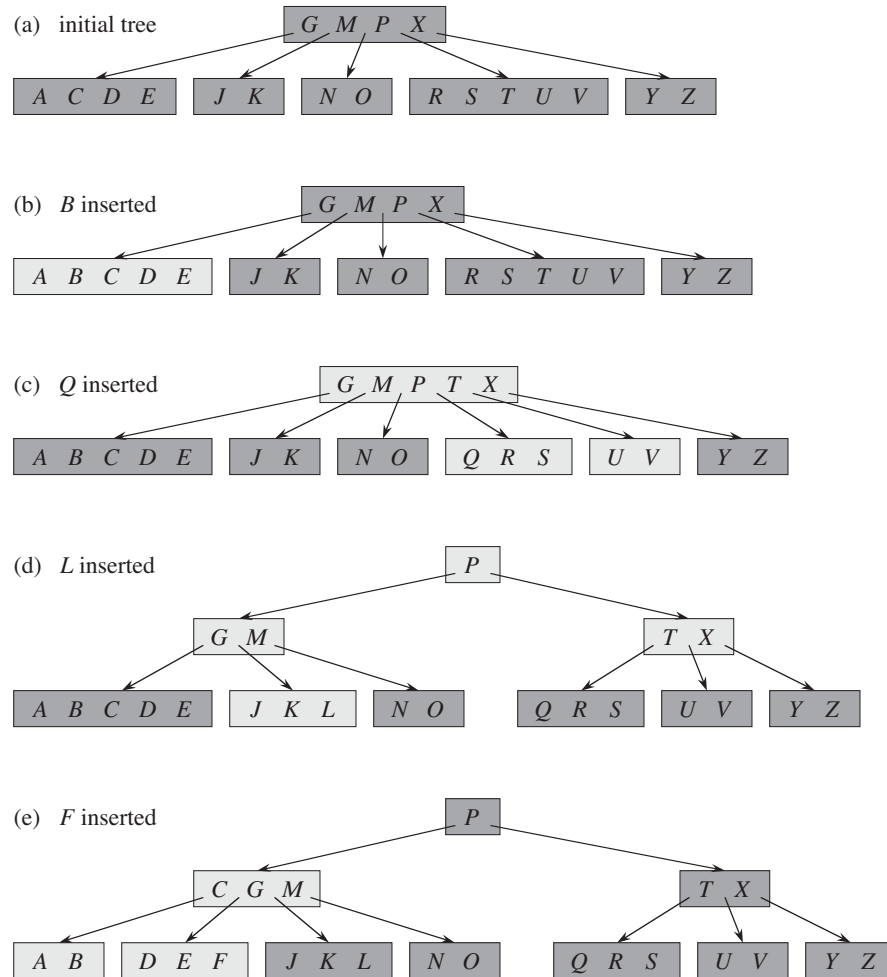 (a) initial tree
G M P X
A C D E J K N O R S T U V Y Z
(b) B inserted
G M P X
A B C D E J K N O R S T U V Y Z
(c) Q inserted
G M P T X
A B C D E J K N O Q R S U V Y Z
(d) L inserted
P
G M T X
A B C D E J K L N O Q R S U V Y Z
(e) F inserted
P
C G M T X
A B D E F J K L N O Q R S U V Y Z